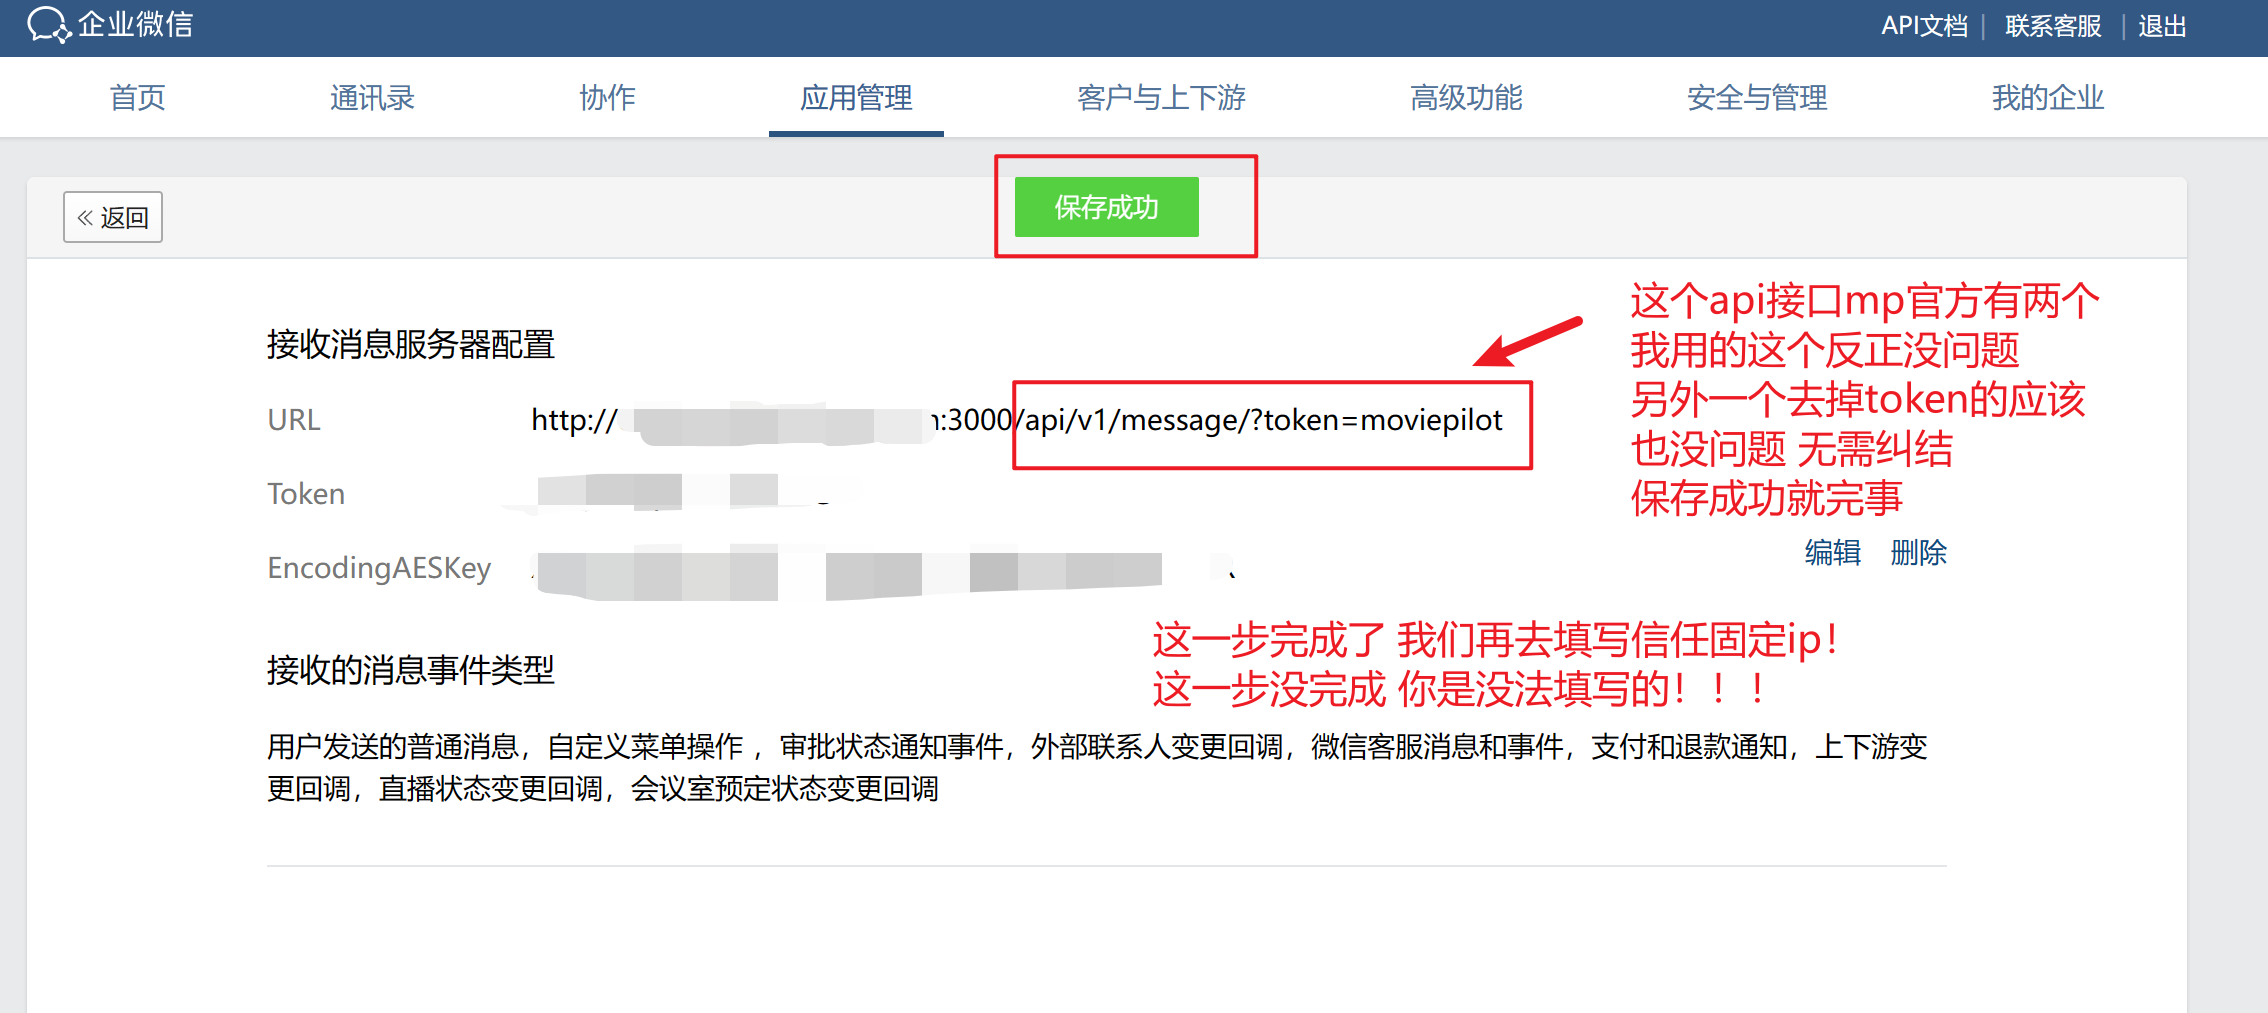 企业微信
API文档 | 联系客服 | 退出
首页 通讯录 协作 应用管理 客户与上下游 高级功能 安全与管理 我的企业
« 返回
保存成功
这个api接口mp官方有两个
我用的这个反正没问题
另外一个去掉token的应该
也没问题 无需纠结
保存成功就完事
接收消息服务器配置
URL http:// :3000/api/v1/message/?token=moviepilot
Token
EncodingAESKey
编辑 删除
这一步完成了 我们再去填写信任固定ip！
这一步没完成 你是没法填写的！！！
接收的消息事件类型
用户发送的普通消息，自定义菜单操作 ，审批状态通知事件，外部联系人变更回调，微信客服消息和事件，支付和退款通知，上下游变
更回调，直播状态变更回调，会议室预定状态变更回调